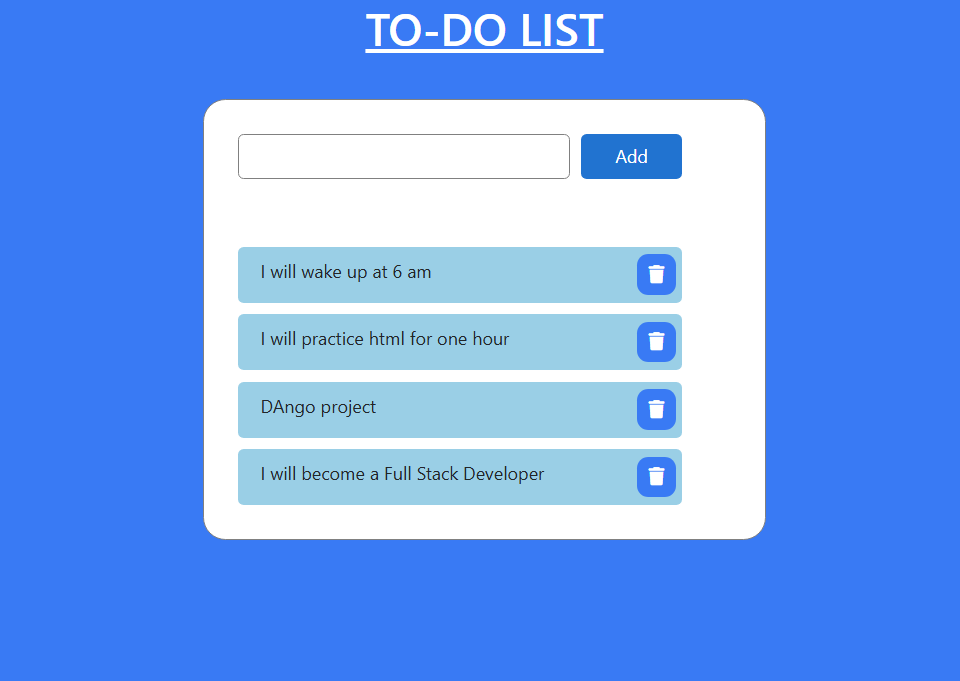 TO-DO LIST
Add
I will wake up at 6 am
I will practice html for one hour
DAngo project
I will become a Full Stack Developer